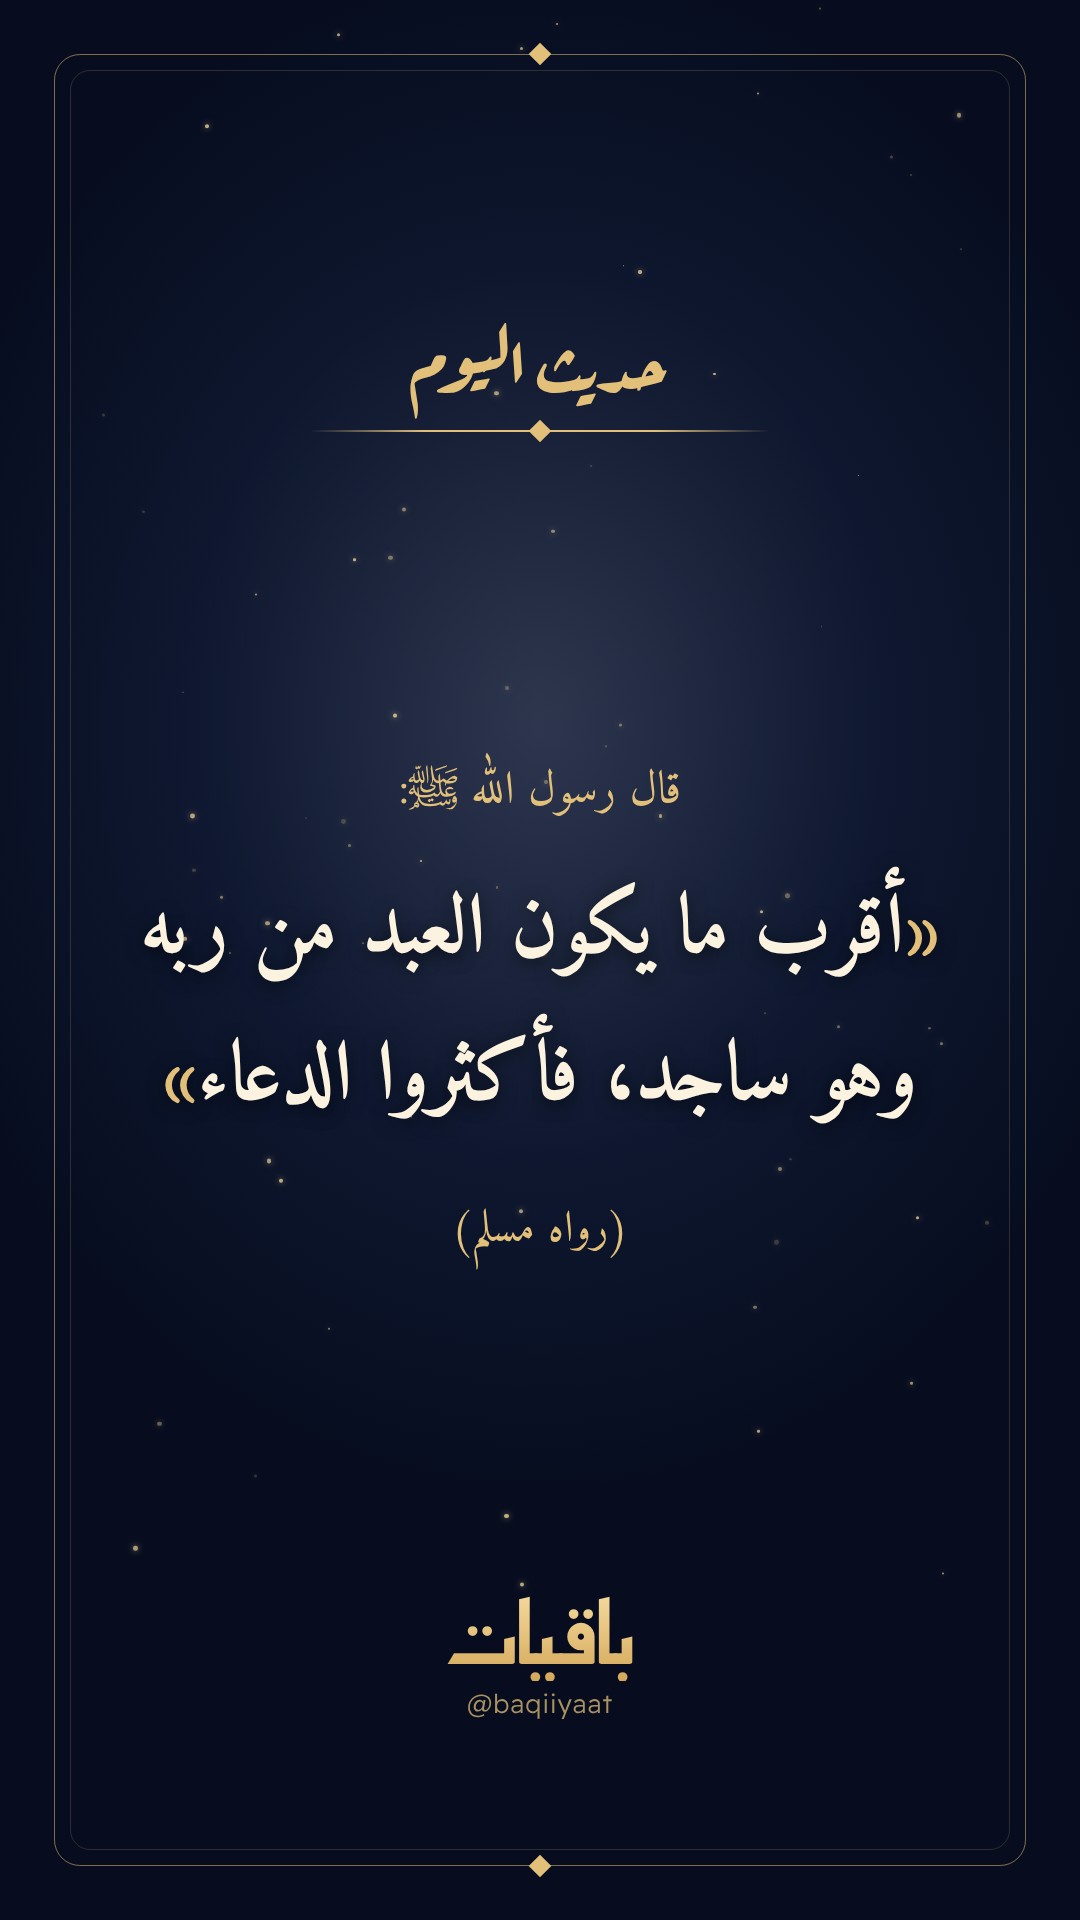 حديث اليوم
قال رسول الله ﷺ:
«أقرب ما يكون العبد من ربه
وهو ساجد، فأكثروا الدعاء»
(رواه مسلم)
باقيات
@baqiiyaat